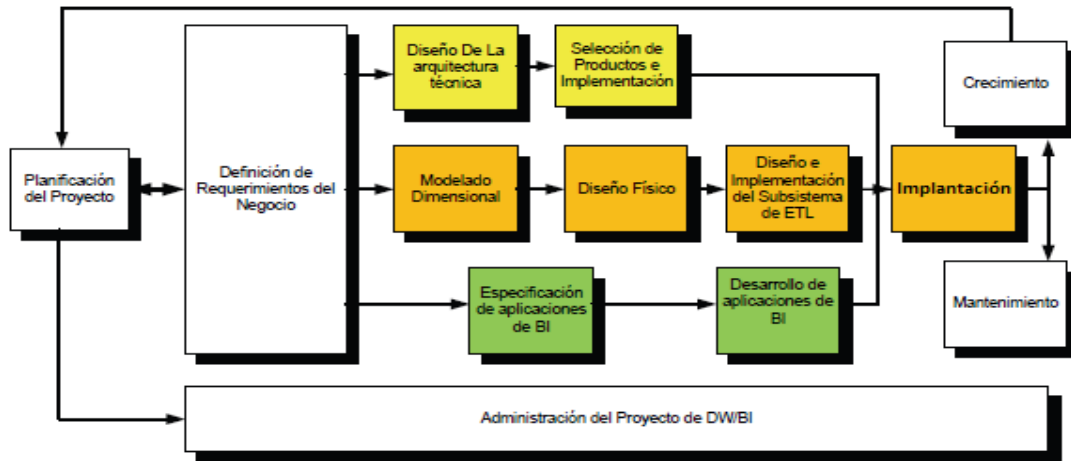 Diseño De La
arquitectura
técnica
Selección de
Productos e
Implementación
Crecimiento
Planificación
del Proyecto
Definición de
Requerimientos del
Negocio
Modelado
Dimensional
Diseño Físico
Diseño e
Implementación
del Subsistema
de ETL
Implantación
Especificación
de aplicaciones
de BI
Desarrollo de
aplicaciones de
BI
Mantenimiento
Administración del Proyecto de DW/BI